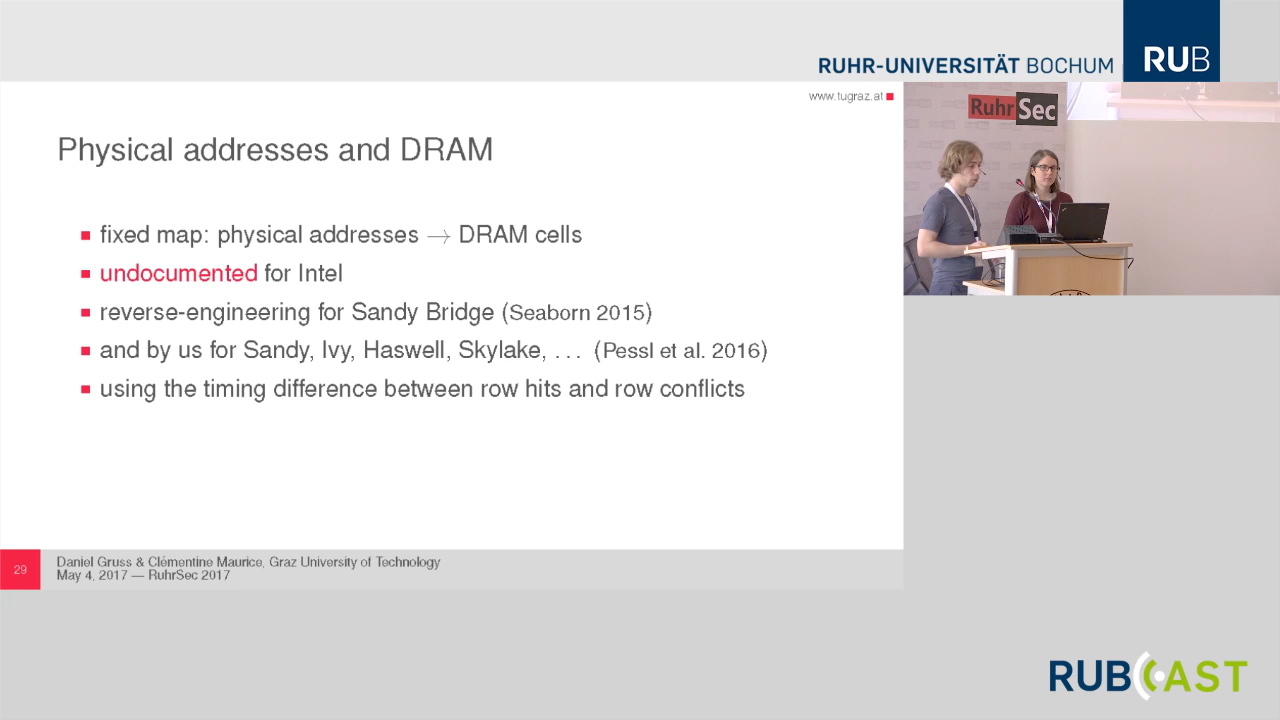 RUHR-UNIVERSITÄT BOCHUM
RUB
www.tugraz.at
RuhrSec
Physical addresses and DRAM
fixed map: physical addresses → DRAM cells
undocumented for Intel
reverse-engineering for Sandy Bridge (Seaborn 2015)
and by us for Sandy, Ivy, Haswell, Skylake, ... (Pessl et al. 2016)
using the timing difference between row hits and row conflicts
29
Daniel Gruss & Clémentine Maurice, Graz University of Technology
May 4, 2017 — RuhrSec 2017
RUBCAST